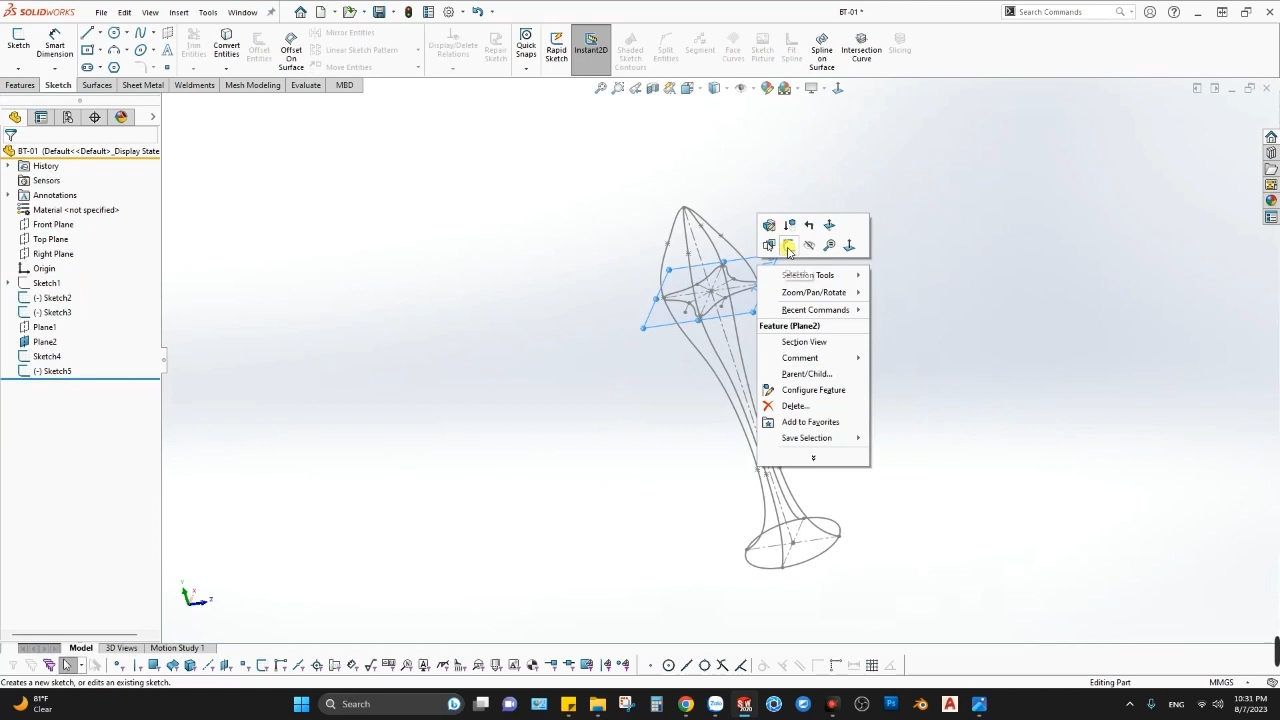 SOLIDWORKS File Edit View Insert Tools Window BT-01 * Search Commands
Sketch Smart Dimension Trim Entities Convert Entities Offset Entities Offset On Surface Mirror Entities Linear Sketch Pattern Move Entities Display/Delete Relations Repair Sketch Quick Snaps Rapid Sketch Instant2D Shaded Sketch Contours Split Entities Segment Face Curves Sketch Picture Fit Spline Spline on Surface Intersection Curve Slicing
Features Sketch Surfaces Sheet Metal Weldments Mesh Modeling Evaluate MBD
BT-01 (Default<<Default>_Display State
History
Sensors
Annotations
Material <not specified>
Front Plane
Top Plane
Right Plane
Origin
Sketch1
(-) Sketch2
(-) Sketch3
Plane1
Plane2
Sketch4
(-) Sketch5
Selection Tools
Zoom/Pan/Rotate
Recent Commands
Feature (Plane2)
Section View
Comment
Parent/Child...
Configure Feature
Delete...
Add to Favorites
Save Selection
Y
X
Z
Model 3D Views Motion Study 1
Creates a new sketch, or edits an existing sketch. Editing Part MMGS
81°F
Clear
Search
Zalo
2020
Ps
A
ENG
10:31 PM
8/7/2023